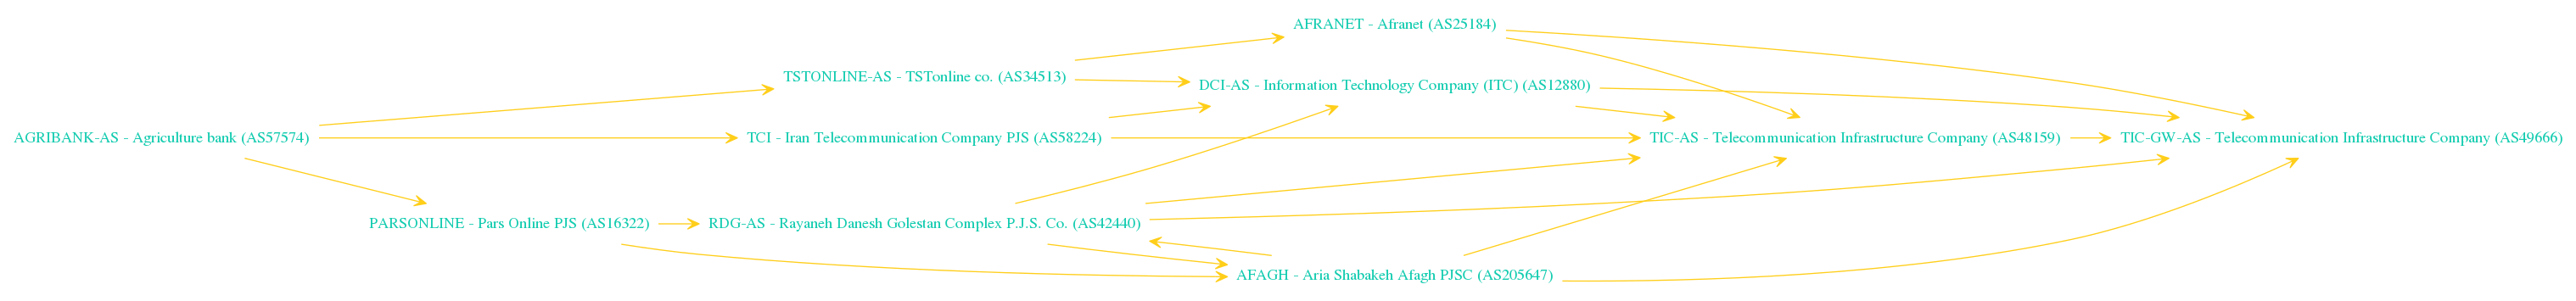 AFRANET - Afranet (AS25184)
TSTONLINE-AS - TSTonline co. (AS34513)
DCI-AS - Information Technology Company (ITC) (AS12880)
AGRIBANK-AS - Agriculture bank (AS57574)
TCI - Iran Telecommunication Company PJS (AS58224)
TIC-AS - Telecommunication Infrastructure Company (AS48159)
TIC-GW-AS - Telecommunication Infrastructure Company (AS49666)
PARSONLINE - Pars Online PJS (AS16322)
RDG-AS - Rayaneh Danesh Golestan Complex P.J.S. Co. (AS42440)
AFAGH - Aria Shabakeh Afagh PJSC (AS205647)